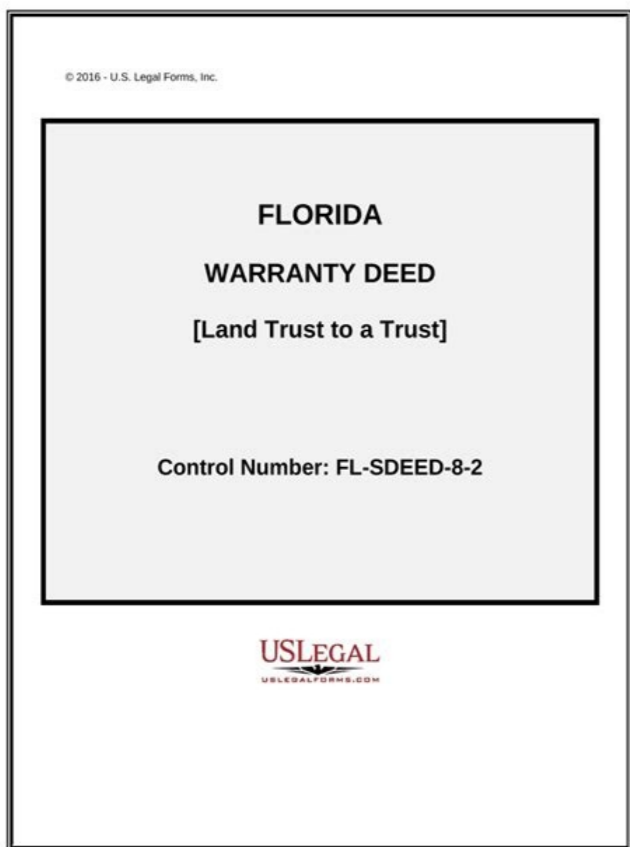 © 2016 - U.S. Legal Forms, Inc.
FLORIDA
WARRANTY DEED
[Land Trust to a Trust]
Control Number: FL-SDEED-8-2
USLEGAL
USLEGALFORMS.COM